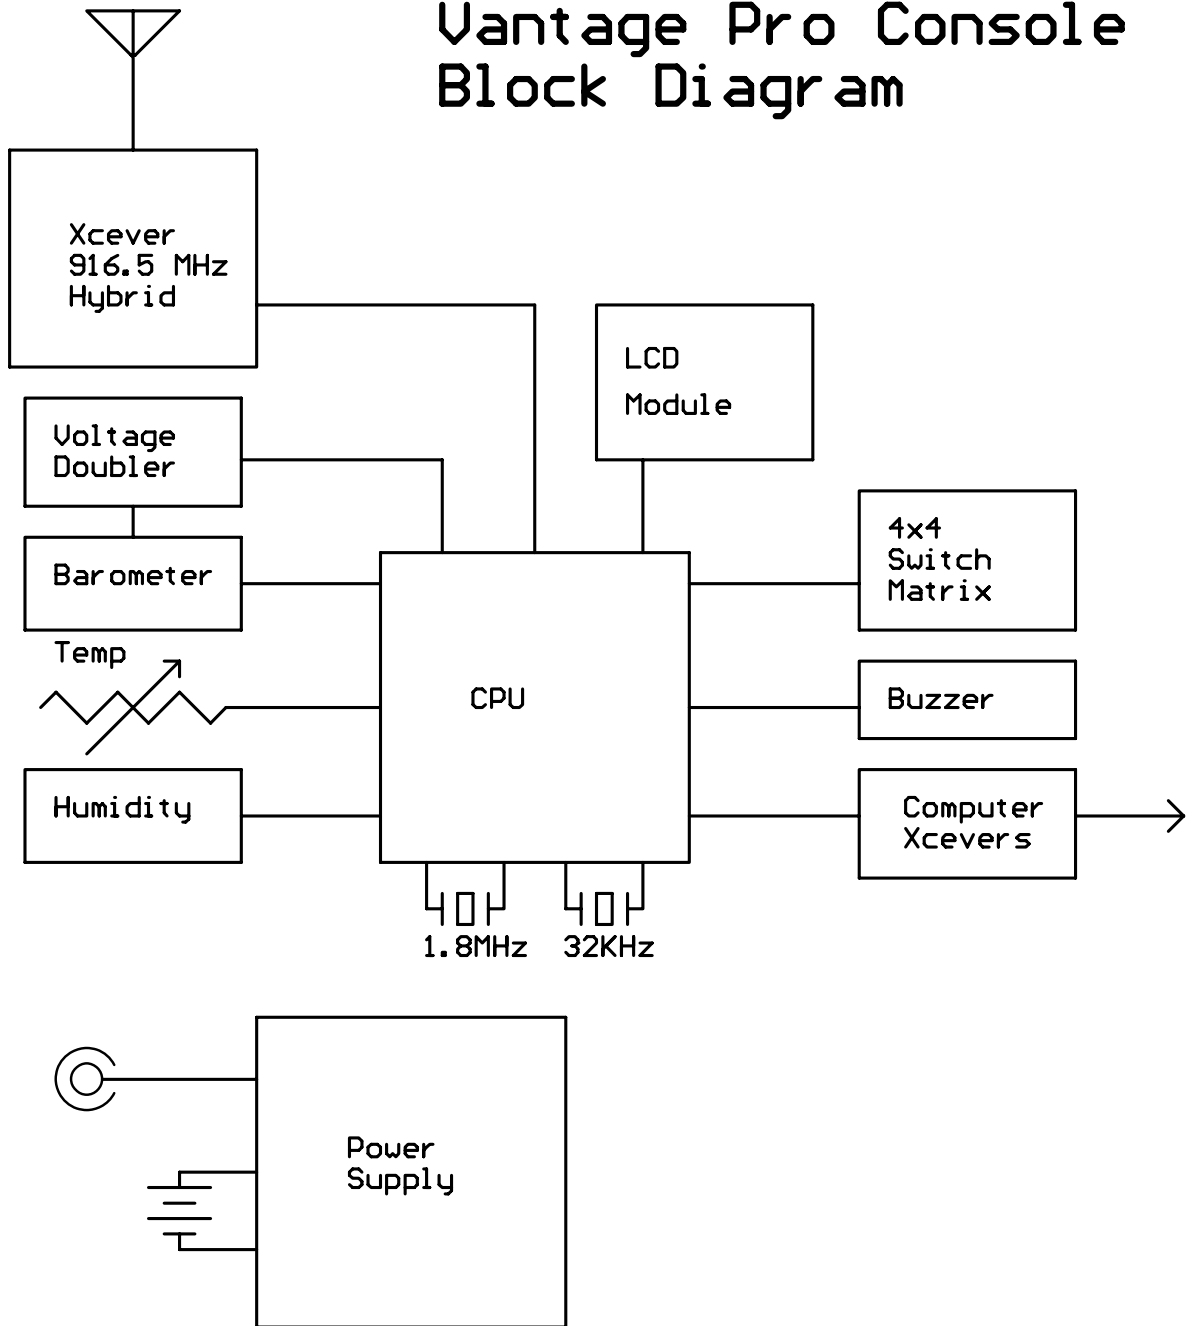 Vantage Pro Console
Block Diagram
Xcever
916.5 MHz
Hybrid
LCD
Module
Voltage
Doubler
4x4
Switch
Matrix
Barometer
Temp
CPU
Buzzer
Humidity
Computer
Xcevers
1.8MHz
32KHz
Power
Supply